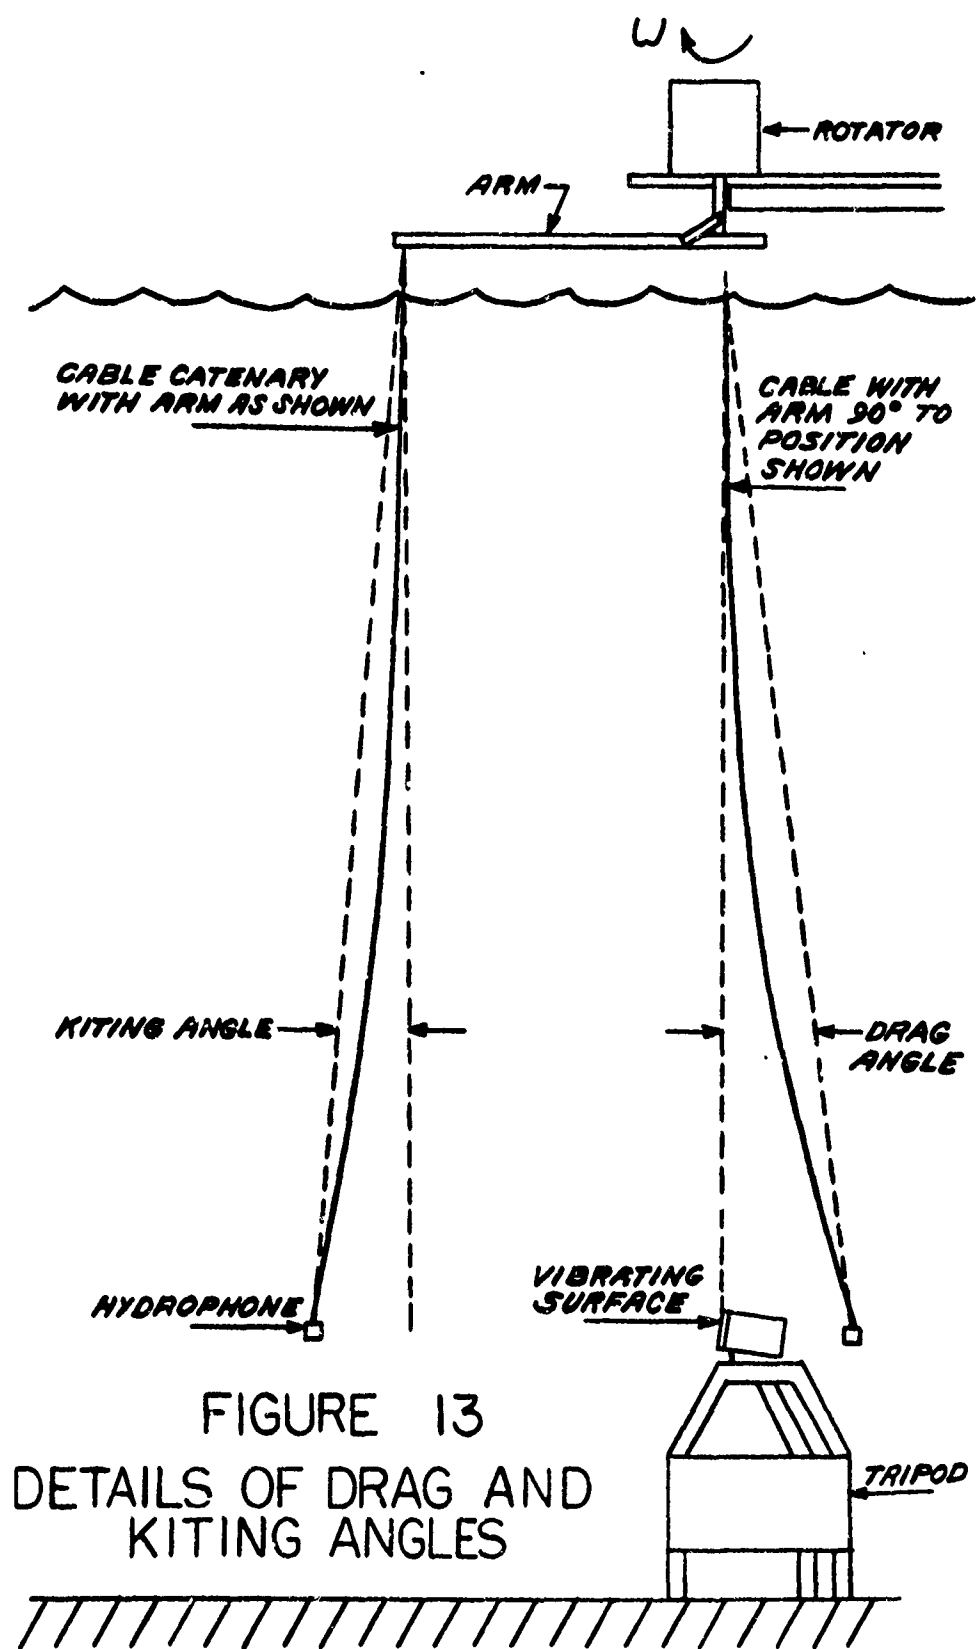 W
ROTATOR
ARM
CABLE CATENARY
WITH ARM AS SHOWN
CABLE WITH
ARM 90° TO
POSITION
SHOWN
KITING ANGLE
DRAG
ANGLE
VIBRATING
SURFACE
HYDROPHONE
FIGURE 13
DETAILS OF DRAG AND
KITING ANGLES
TRIPOD